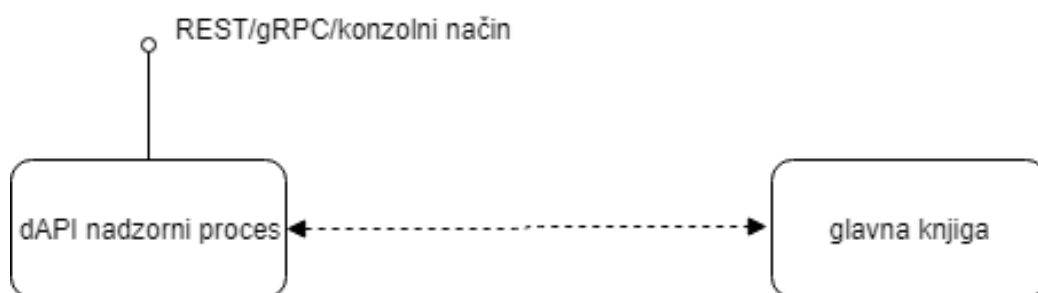 REST/gRPC/konzolni način
dAPI nadzorni proces
glavna knjiga